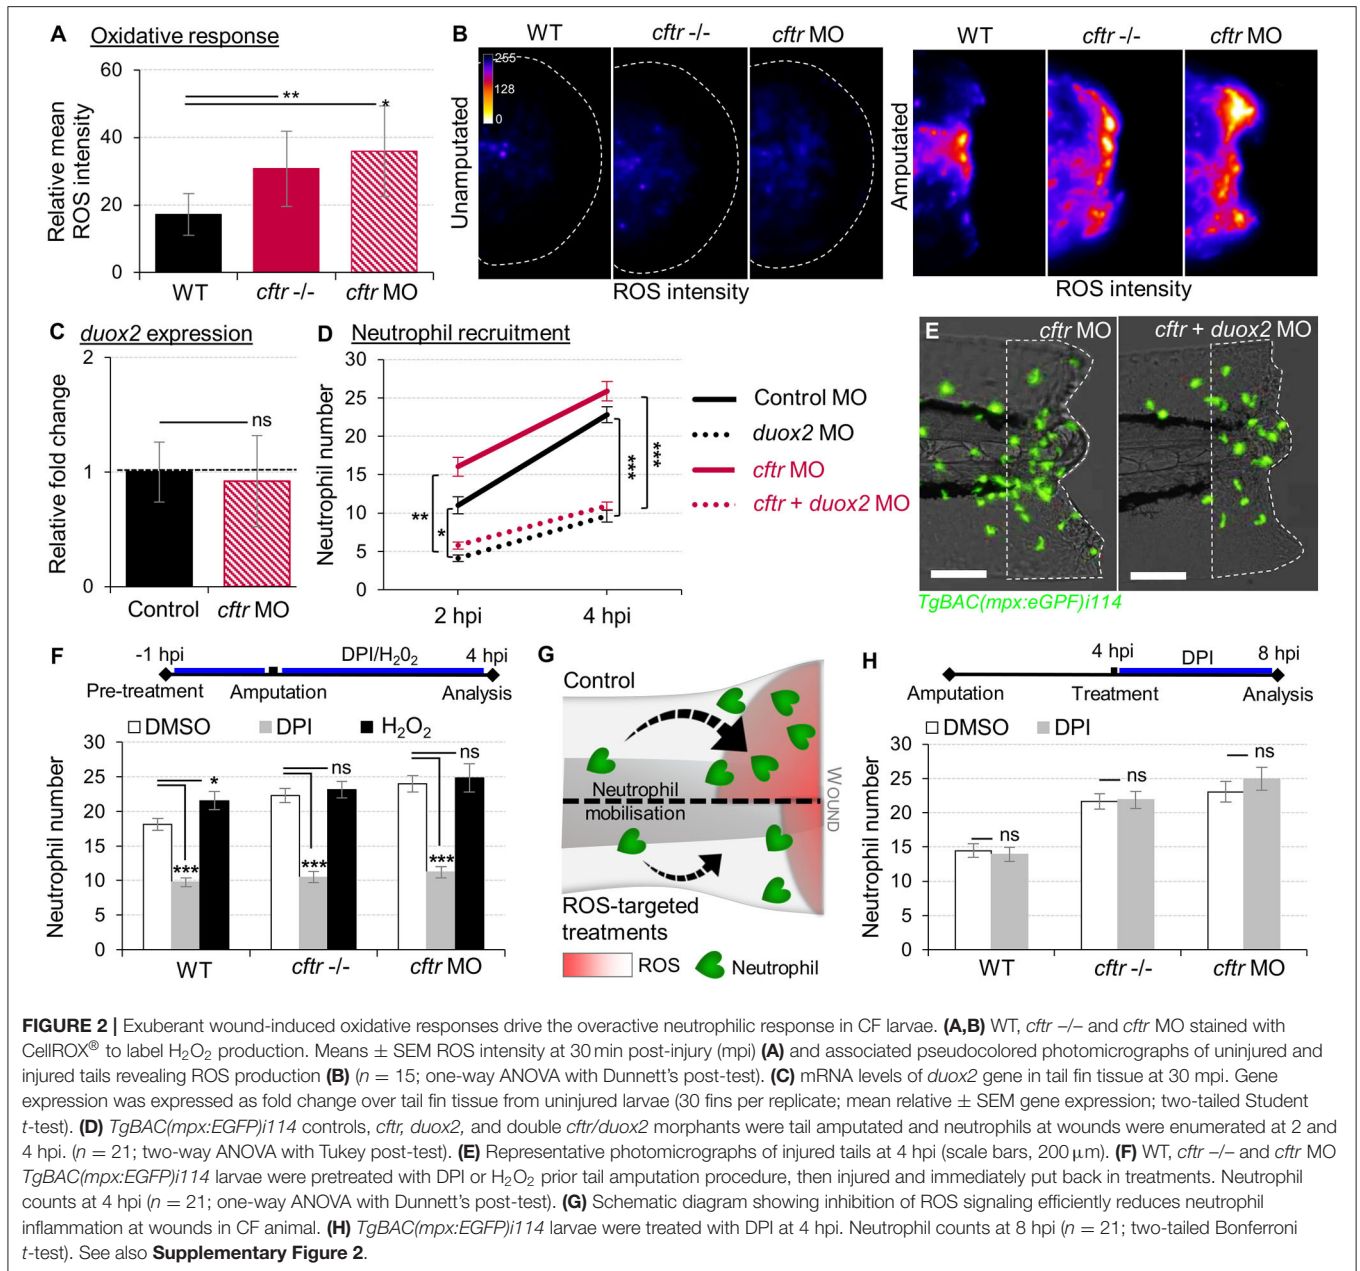 A Oxidative response
60
40
20
0
Relative mean
ROS intensity
**
*
WT
cftr -/-
cftr MO
B
WT
cftr -/-
cftr MO
255
128
0
Unamputated
ROS intensity
WT
cftr -/-
cftr MO
Amputated
ROS intensity
C duox2 expression
2
1
0
Relative fold change
ns
Control
cftr MO
D Neutrophil recruitment
30
25
20
15
10
5
0
Neutrophil number
**
*
***
***
2 hpi
4 hpi
Control MO
duox2 MO
cftr MO
cftr + duox2 MO
E
cftr MO
cftr + duox2 MO
TgBAC(mpx:eGPF)i114
F
-1 hpi
DPI/H₂0₂
4 hpi
Pre-treatment
Amputation
Analysis
DMSO
DPI
H₂O₂
30
25
20
15
10
5
0
Neutrophil number
***
*
***
ns
***
ns
WT
cftr -/-
cftr MO
G
Control
Neutrophil
mobilisation
WOUND
ROS-targeted
treatments
ROS
Neutrophil
H
4 hpi
DPI
8 hpi
Amputation
Treatment
Analysis
DMSO
DPI
30
25
20
15
10
5
0
Neutrophil number
ns
ns
ns
WT
cftr -/-
cftr MO
FIGURE 2 | Exuberant wound-induced oxidative responses drive the overactive neutrophilic response in CF larvae. (A,B) WT, cftr –/– and cftr MO stained with
CellROX® to label H₂O₂ production. Means ± SEM ROS intensity at 30 min post-injury (mpi) (A) and associated pseudocolored photomicrographs of uninjured and
injured tails revealing ROS production (B) (n = 15; one-way ANOVA with Dunnett's post-test). (C) mRNA levels of duox2 gene in tail fin tissue at 30 mpi. Gene
expression was expressed as fold change over tail fin tissue from uninjured larvae (30 fins per replicate; mean relative ± SEM gene expression; two-tailed Student
t-test). (D) TgBAC(mpx:EGFP)i114 controls, cftr, duox2, and double cftr/duox2 morphants were tail amputated and neutrophils at wounds were enumerated at 2 and
4 hpi. (n = 21; two-way ANOVA with Tukey post-test). (E) Representative photomicrographs of injured tails at 4 hpi (scale bars, 200 μm). (F) WT, cftr –/– and cftr MO
TgBAC(mpx:EGFP)i114 larvae were pretreated with DPI or H₂O₂ prior tail amputation procedure, then injured and immediately put back in treatments. Neutrophil
counts at 4 hpi (n = 21; one-way ANOVA with Dunnett's post-test). (G) Schematic diagram showing inhibition of ROS signaling efficiently reduces neutrophil
inflammation at wounds in CF animal. (H) TgBAC(mpx:EGFP)i114 larvae were treated with DPI at 4 hpi. Neutrophil counts at 8 hpi (n = 21; two-tailed Bonferroni
t-test). See also Supplementary Figure 2.